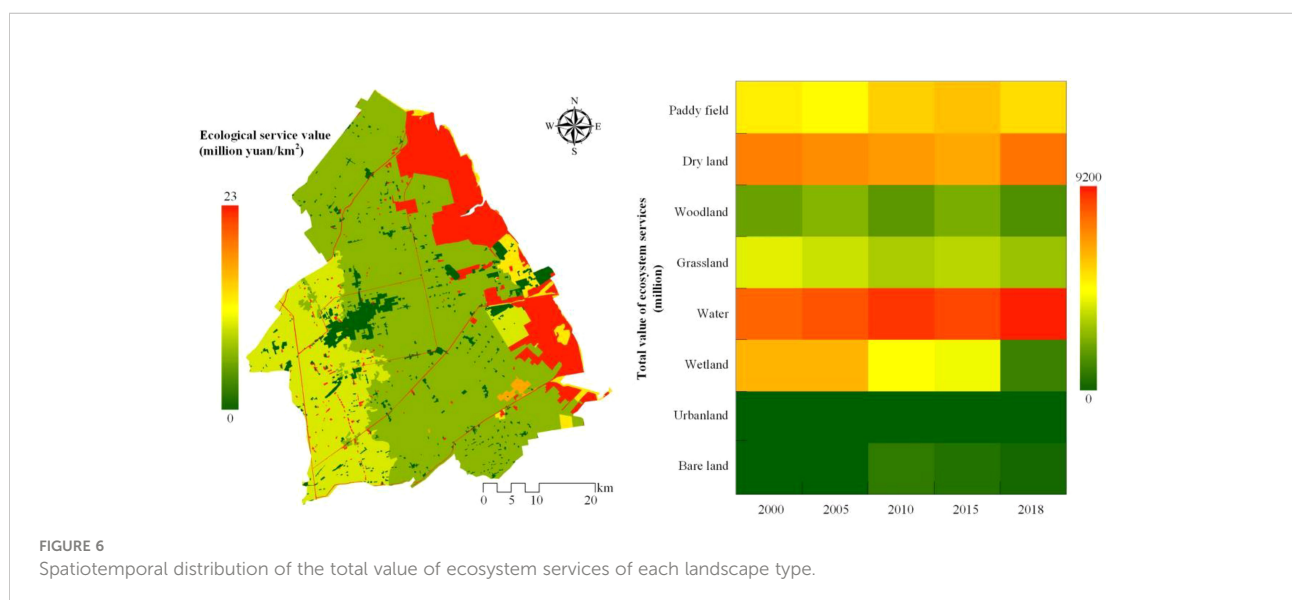 Ecological service value
(million yuan/km²)
23
0
N
W E
S
0 5 10 20
km
Total value of ecosystem services
(million)
Paddy field
Dry land
Woodland
Grassland
Water
Wetland
Urbanland
Bare land
2000 2005 2010 2015 2018
9200
0
FIGURE 6
Spatiotemporal distribution of the total value of ecosystem services of each landscape type.